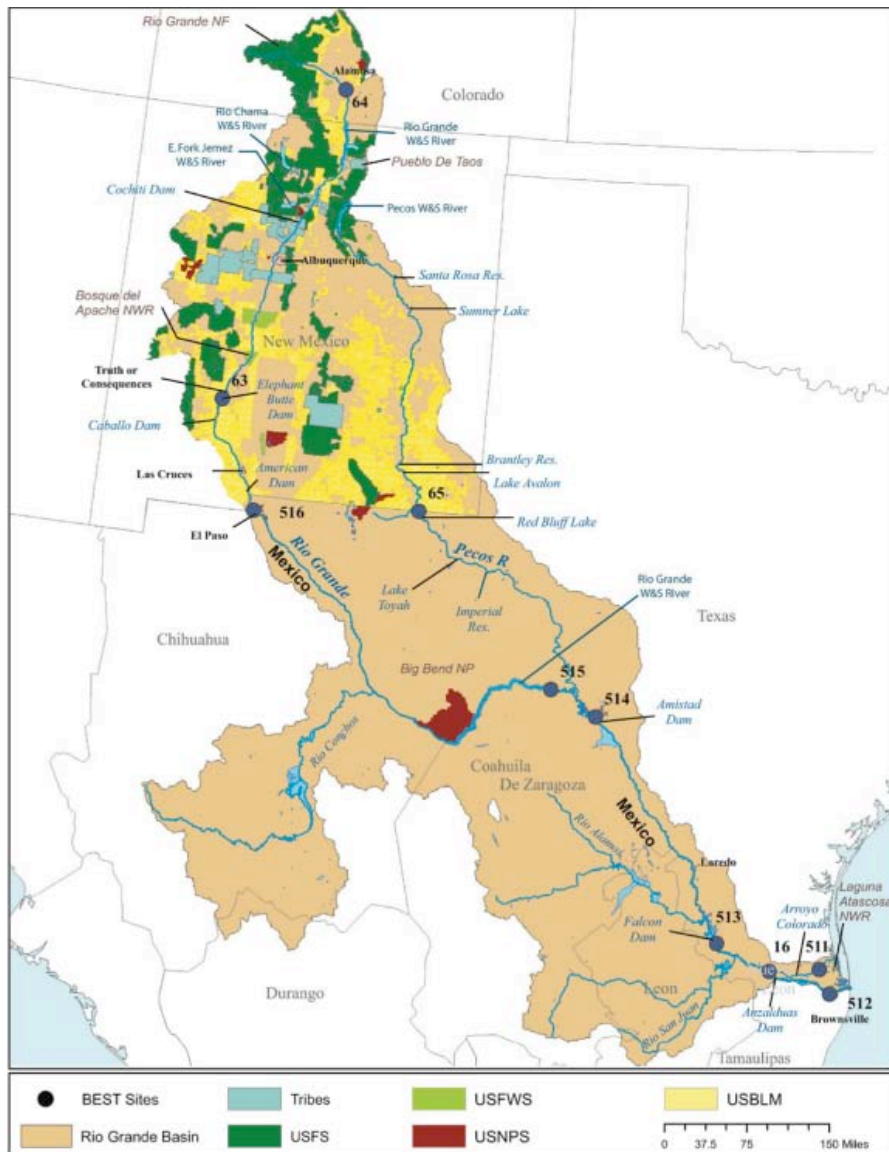 Rio Grande NF
Alamosa
64
Colorado
Rio Chama
W&S River
Rio Grande
W&S River
E. Fork Jemez
W&S River
Pueblo De Taos
Cochiti Dam
Pecos W&S River
Albuquerque
Santa Rosa Res.
Bosque del
Apache NWR
Sumner Lake
New Mexico
Truth or
Consequences
63
Elephant
Butte
Dam
Caballo Dam
Las Cruces
American
Dam
Brantley Res.
Lake Avalon
65
516
Red Bluff Lake
El Paso
Rio Grande
Mexico
Pecos R
Lake
Toyah
Imperial
Res.
Rio Grande
W&S River
Texas
Chihuahua
Big Bend NP
515
514
Amistad
Dam
Rio Conchos
Coahuila
De Zaragoza
Mexico
Rio Alamos
Laredo
Laguna
Atascosa
NWR
513
Arroyo
Colorado
Falcon
Dam
16
511
Durango
Leon
Anzalduas
Dam
512
Brownsville
Rio San Juan
Tamaulipas
BEST Sites
Tribes
USFWS
USBLM
Rio Grande Basin
USFS
USNPS
0 37.5 75 150 Miles